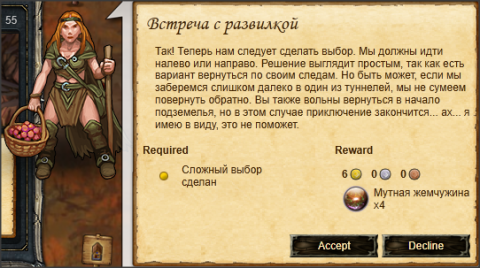 55
Встреча с развилкой
Так! Теперь нам следует сделать выбор. Мы должны идти
налево или направо. Решение выглядит простым, так как есть
вариант вернуться по своим следам. Но быть может, если мы
заберемся слишком далеко в один из туннелей, мы не сумеем
повернуть обратно. Вы также вольны вернуться в начало
подземелья, но в этом случае приключение закончится... ах... я
имею в виду, это не поможет.
Required
Сложный выбор
сделан
Reward
6 0 0
Мутная жемчужина
x4
Accept Decline